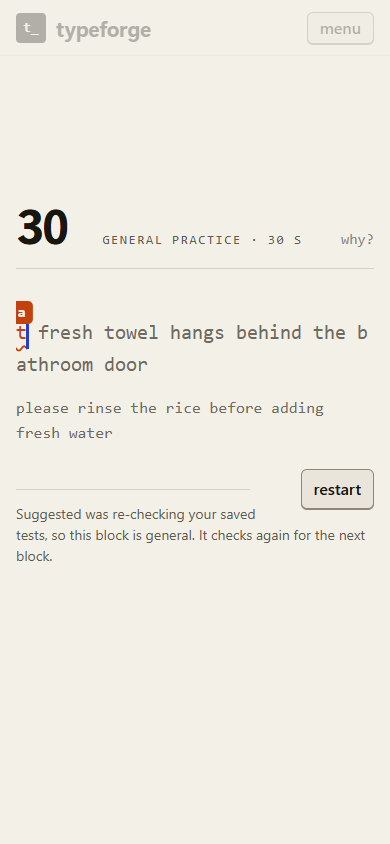 t_ typeforge menu
30 GENERAL PRACTICE · 30 S why?
a
t fresh towel hangs behind the b
athroom door
please rinse the rice before adding
fresh water
restart
Suggested was re-checking your saved
tests, so this block is general. It checks again for the next
block.